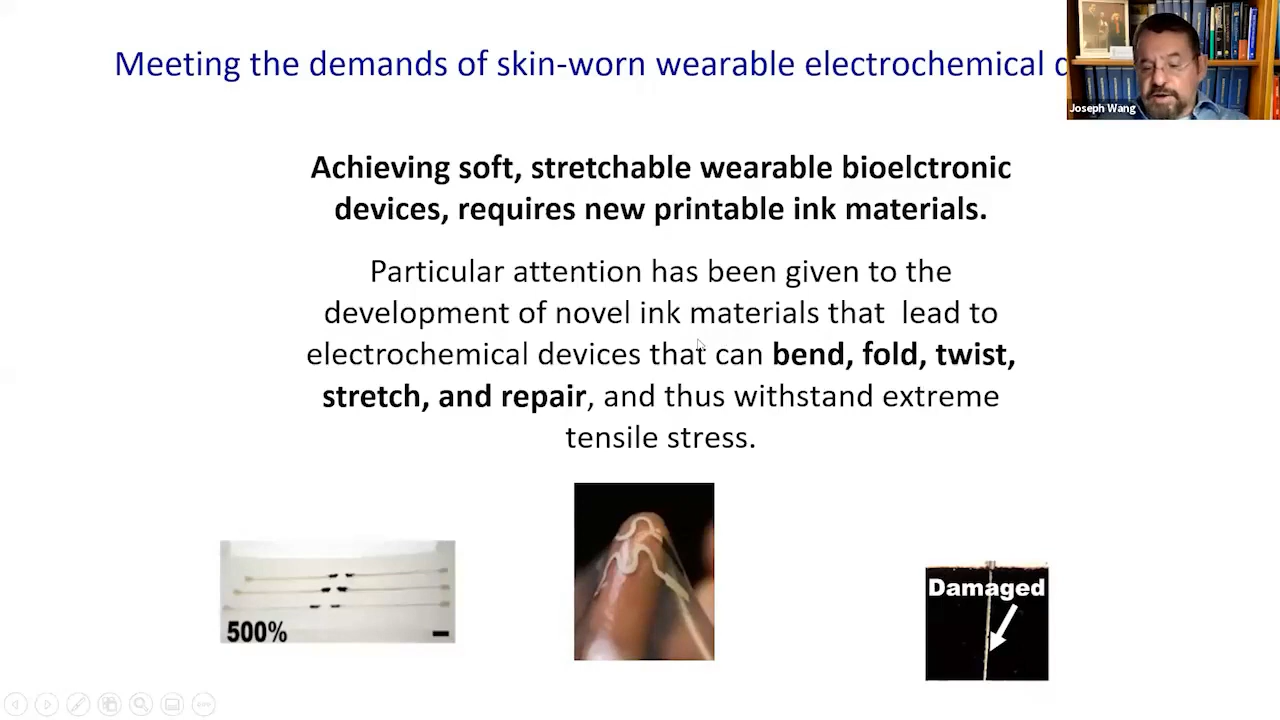 Meeting the demands of skin-worn wearable electrochemical
Joseph Wang
Achieving soft, stretchable wearable bioelctronic
devices, requires new printable ink materials.
Particular attention has been given to the
development of novel ink materials that lead to
electrochemical devices that can bend, fold, twist,
stretch, and repair, and thus withstand extreme
tensile stress.
500%
Damaged